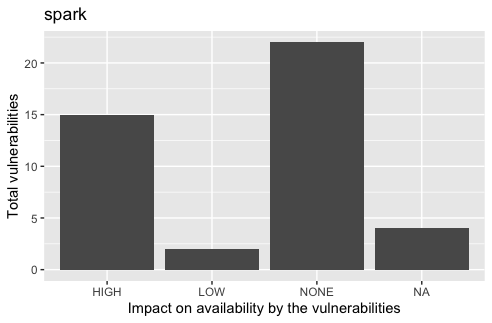 spark
Total vulnerabilities
20
15
10
5
0
HIGH LOW NONE NA
Impact on availability by the vulnerabilities